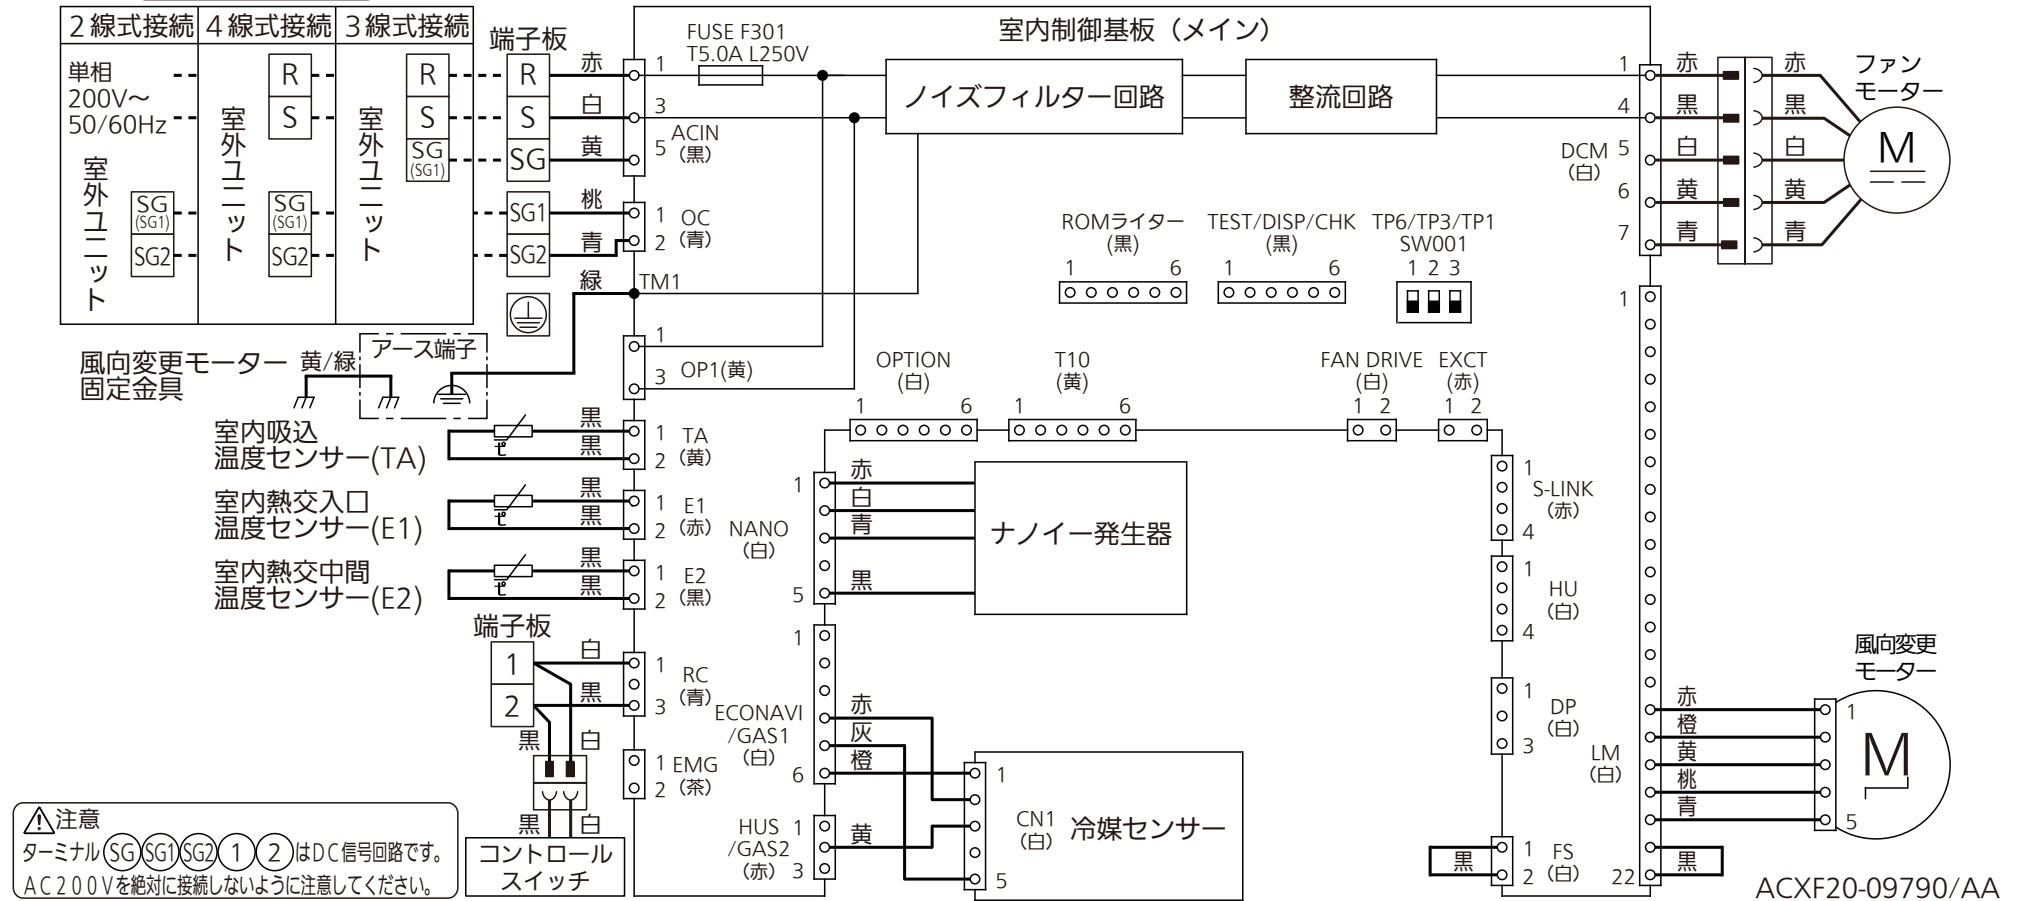 ２線式接続
４線式接続
３線式接続
単相
200V～
50/60Hz
室外ユニット
SG
(SG1)
SG2
R
S
室外ユニット
SG
(SG1)
SG2
R
S
SG
(SG1)
室外ユニット
端子板
R
S
SG
SG1
SG2
赤
白
黄
桃
青
緑
室内制御基板（メイン）
FUSE F301
T5.0A L250V
1
3
5
ACIN
（黒）
1
2
OC
（青）
TM1
1
3
OP1(黄)
ノイズフィルター回路
整流回路
1
4
5
6
7
DCM
（白）
赤
黒
白
黄
青
赤
黒
白
黄
青
ファン
モーター
M
ROMライター
(黒)
1
6
TEST/DISP/CHK
(黒)
1
6
TP6/TP3/TP1
SW001
1 2 3
風向変更モーター
固定金具
黄/緑
アース端子
室内吸込
温度センサー(TA)
黒
黒
1
2
TA
（黄）
室内熱交入口
温度センサー(E1)
黒
黒
1
2
E1
（赤）
室内熱交中間
温度センサー(E2)
黒
黒
1
2
E2
（黒）
端子板
1
2
白
黒
1
3
RC
（青）
黒
白
黒
白
コントロール
スイッチ
1
2
EMG
（茶）
OPTION
(白)
1
6
T10
(黄)
1
6
FAN DRIVE
(白)
1 2
EXCT
(赤)
1 2
NANO
(白)
1
5
赤
白
青
黒
ナノイー発生器
ECONAVI
/GAS1
(白)
1
6
赤
灰
橙
HUS
/GAS2
(赤)
1
3
黄
1
5
CN1
(白)
冷媒センサー
1
4
S-LINK
(赤)
1
4
HU
(白)
1
3
DP
(白)
1
2
FS
(白)
黒
1
22
LM
(白)
赤
橙
黄
桃
青
黒
1
5
風向変更
モーター
M
注意
ターミナル SG SG1 SG2 1 2 はDC信号回路です。
AC200Vを絶対に接続しないように注意してください。
ACXF20-09790/AA